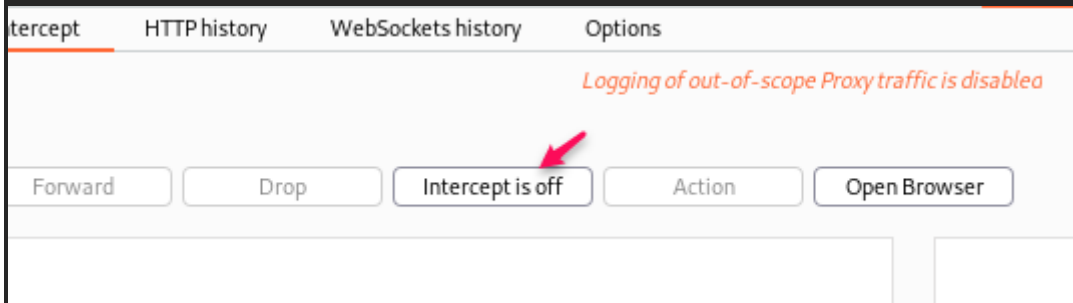 ntercept HTTP history WebSockets history Options
Logging of out-of-scope Proxy traffic is disabled
Forward Drop Intercept is off Action Open Browser